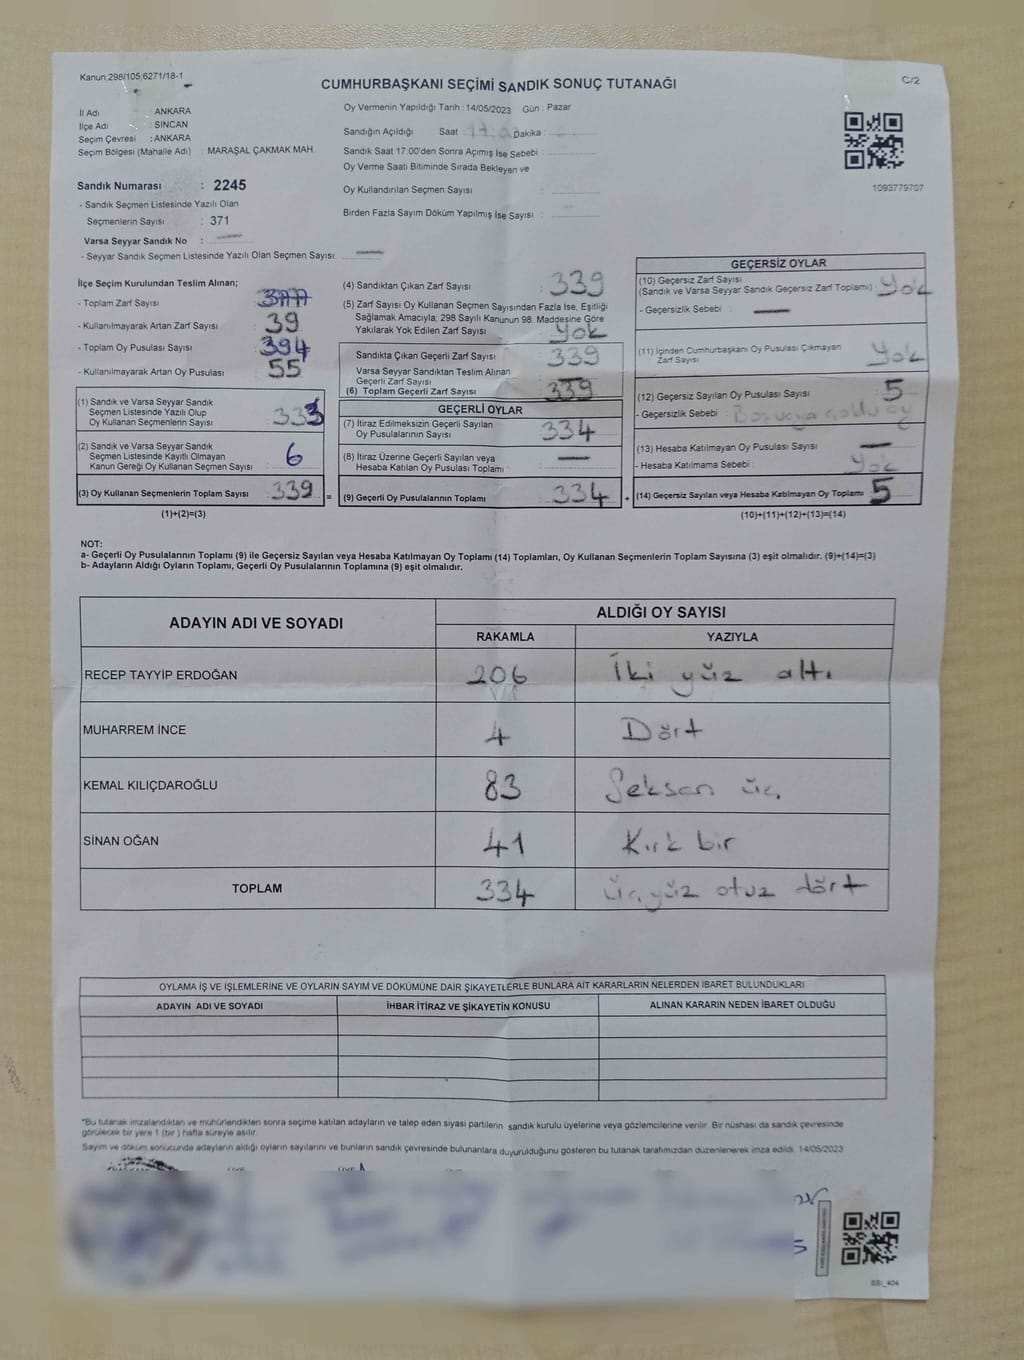 Kanun:298/105,6271/18-1
C/2
CUMHURBAŞKANI SEÇİMİ SANDIK SONUÇ TUTANAĞI
İl Adı : ANKARA
İlçe Adı : SİNCAN
Seçim Çevresi : ANKARA
Seçim Bölgesi (Mahalle Adı) : MARAŞAL ÇAKMAK MAH.
Sandık Numarası : 2245
- Sandık Seçmen Listesinde Yazılı Olan
Seçmenlerin Sayısı : 371
Varsa Seyyar Sandık No :
- Seyyar Sandık Seçmen Listesinde Yazılı Olan Seçmen Sayısı:
Oy Vermenin Yapıldığı Tarih : 14/05/2023 Gün : Pazar
Sandığın Açıldığı Saat : Dakika :
Sandık Saat 17:00'den Sonra Açımış İse Sebebi :
Oy Verme Saati Bitiminde Sırada Bekleyen ve
Oy Kullandırılan Seçmen Sayısı :
Birden Fazla Sayım Döküm Yapılmış İse Sayısı :
1093779707
İlçe Seçim Kurulundan Teslim Alınan;
- Toplam Zarf Sayısı :
- Kullanılmayarak Artan Zarf Sayısı : 39
- Toplam Oy Pusulası Sayısı : 394
- Kullanılmayarak Artan Oy Pusulası : 55
(1) Sandık ve Varsa Seyyar Sandık
Seçmen Listesinde Yazılı Olup
Oy Kullanan Seçmenlerin Sayısı : 333
(2) Sandık ve Varsa Seyyar Sandık
Seçmen Listesinde Kayıtlı Olmayan
Kanun Gereği Oy Kullanan Seçmen Sayısı : 6
(3) Oy Kullanan Seçmenlerin Toplam Sayısı : 339 =
(1)+(2)=(3)
(4) Sandıktan Çıkan Zarf Sayısı : 339
(5) Zarf Sayısı Oy Kullanan Seçmen Sayısından Fazla İse, Eşitliği
Sağlamak Amacıyla; 298 Sayılı Kanunun 98. Maddesine Göre
Yakılarak Yok Edilen Zarf Sayısı : Yok
Sandıkta Çıkan Geçerli Zarf Sayısı : 339
Varsa Seyyar Sandıktan Teslim Alınan
Geçerli Zarf Sayısı
(6) Toplam Geçerli Zarf Sayısı : 339
GEÇERLİ OYLAR
(7) İtiraz Edilmeksizin Geçerli Sayılan
Oy Pusulalarının Sayısı : 334
(8) İtiraz Üzerine Geçerli Sayılan veya
Hesaba Katılan Oy Pusulası Toplamı :
(9) Geçerli Oy Pusulalarının Toplamı : 334 +
GEÇERSİZ OYLAR
(10) Geçersiz Zarf Sayısı
(Sandık ve Varsa Seyyar Sandık Geçersiz Zarf Toplamı) : Yok
- Geçersizlik Sebebi :
(11) İçinden Cumhurbaşkanı Oy Pusulası Çıkmayan
Zarf Sayısı : Yok
(12) Geçersiz Sayılan Oy Pusulası Sayısı : 5
- Geçersizlik Sebebi :
(13) Hesaba Katılmayan Oy Pusulası Sayısı :
- Hesaba Katılmama Sebebi : Yok
(14) Geçersiz Sayılan veya Hesaba Katılmayan Oy Toplamı : 5
(10)+(11)+(12)+(13)=(14)
NOT:
a- Geçerli Oy Pusulalarının Toplamı (9) ile Geçersiz Sayılan veya Hesaba Katılmayan Oy Toplamı (14) Toplamları, Oy Kullanan Seçmenlerin Toplam Sayısına (3) eşit olmalıdır. (9)+(14)=(3)
b- Adayların Aldığı Oyların Toplamı, Geçerli Oy Pusulalarının Toplamına (9) eşit olmalıdır.
ADAYIN ADI VE SOYADI
ALDIĞI OY SAYISI
RAKAMLA YAZIYLA
RECEP TAYYİP ERDOĞAN 206 İki yüz altı
MUHARREM İNCE 4 Dört
KEMAL KILIÇDAROĞLU 83 Seksen üç
SİNAN OĞAN 41 Kırk bir
TOPLAM 334 üçyüz otuz dört
OYLAMA İŞ VE İŞLEMLERİNE VE OYLARIN SAYIM VE DÖKÜMÜNE DAİR ŞİKAYETLERLE BUNLARA AİT KARARLARIN NELERDEN İBARET BULUNDUKLARI
ADAYIN ADI VE SOYADI İHBAR İTİRAZ VE ŞİKAYETİN KONUSU ALINAN KARARIN NEDEN İBARET OLDUĞU
*Bu tutanak imzalandıktan ve mühürlendikten sonra seçime katılan adayların ve talep eden siyasi partilerin sandık kurulu üyelerine veya gözlemcilerine verilir. Bir nüshası da sandık çevresinde
görülecek bir yere 1 (bir ) hafta süreyle asılır.
Sayım ve döküm sonucunda adayların aldığı oyların sayılarını ve bunların sandık çevresinde bulunanlara duyurulduğunu gösteren bu tutanak tarafımızdan düzenlenerek imza edildi. 14/05/2023
SSI_404